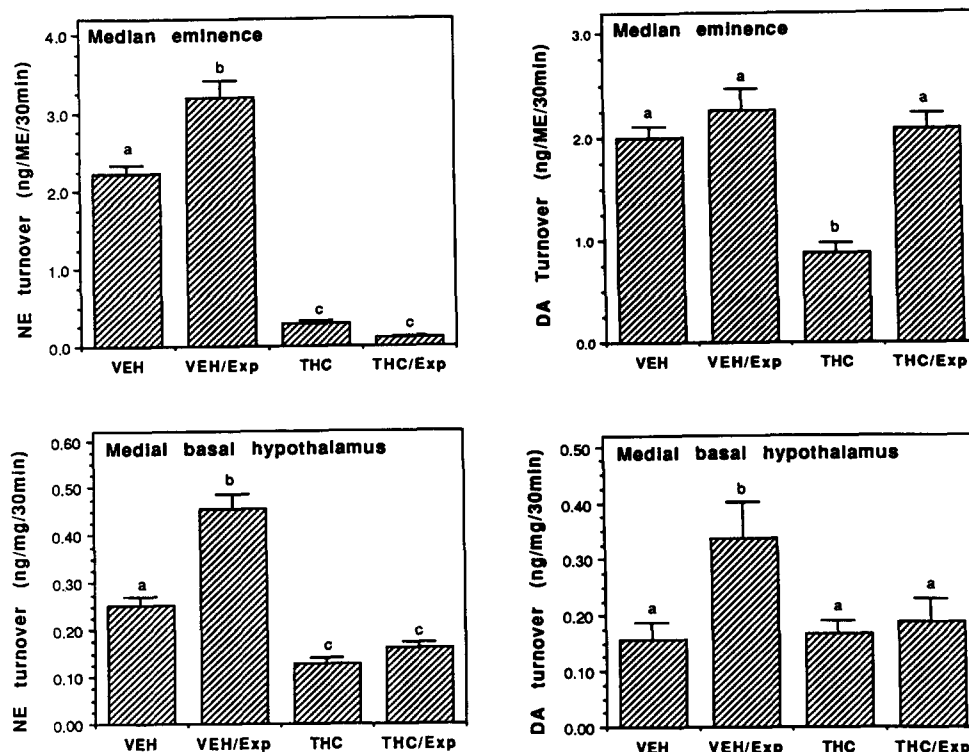 Median eminence
NE turnover (ng/ME/30min)
4.0
3.0
2.0
1.0
0.0
a
b
c
c
VEH VEH/Exp THC THC/Exp
Median eminence
DA Turnover (ng/ME/30min)
3.0
2.0
1.0
0.0
a
a
b
a
VEH VEH/Exp THC THC/Exp
Medial basal hypothalamus
NE turnover (ng/mg/30min)
0.60
0.50
0.40
0.30
0.20
0.10
0.00
a
b
c
c
VEH VEH/Exp THC THC/Exp
Medial basal hypothalamus
DA turnover (ng/mg/30min)
0.50
0.40
0.30
0.20
0.10
0.00
a
b
a
a
VEH VEH/Exp THC THC/Exp